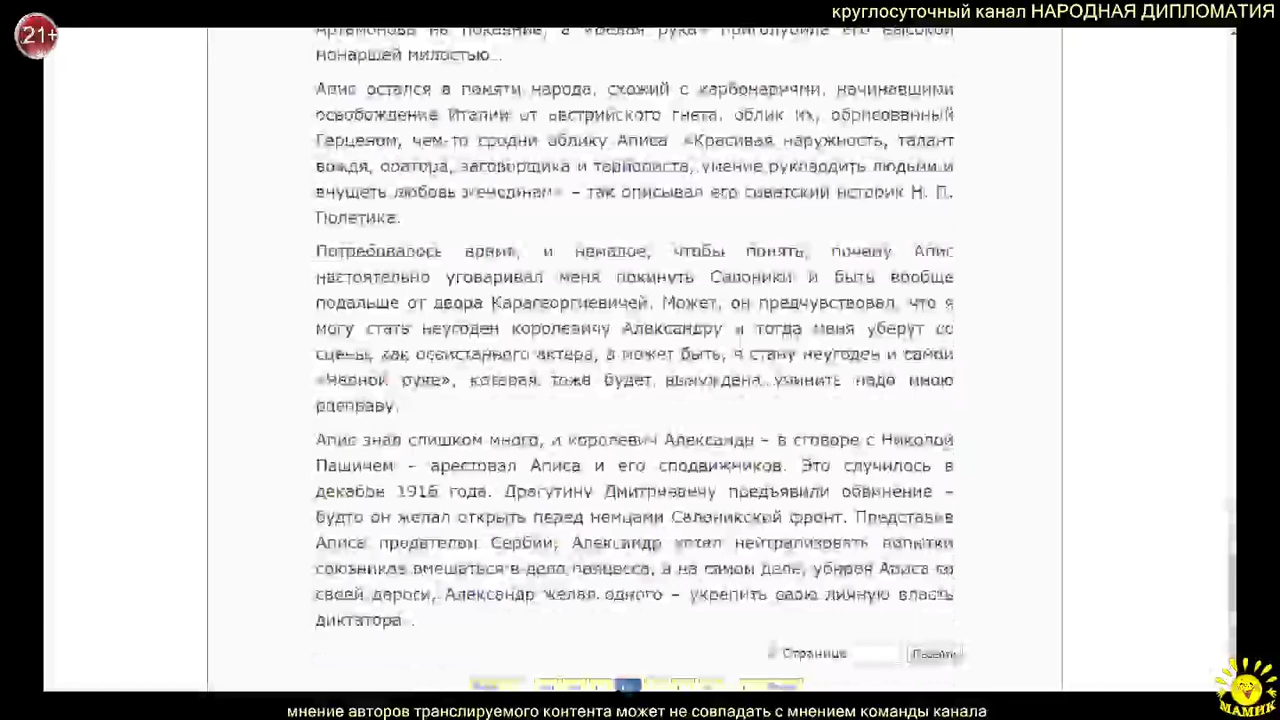 круглосуточный канал НАРОДНАЯ ДИПЛОМАТИЯ
21+
Артамонова на покаяние, а «белая рука» приголубила его высокой
монаршей милостью...
Апис остался в памяти народа, схожий с карбонариями, начинавшими
освобождение Италии от австрийского гнета, облик их, обрисованный
Герценом, чем-то сродни облику Аписа «Красивая наружность, талант
вождя, оратора, заговорщика и террориста, умение руководить людьми и
внушать любовь женщинам» – так описывал его советский историк Н. П.
Полетика.
Потребовалось время, и немалое, чтобы понять, почему Апис
настоятельно уговаривал меня покинуть Салоники и быть вообще
подальше от двора Карагеоргиевичей. Может, он предчувствовал, что я
могу стать неугоден королевичу Александру и тогда меня уберут со
сцены, как освистанного актера, а может быть, я стану неугоден и самой
«Черной руке», которая тоже будет вынуждена учинить надо мною
расправу.
Апис знал слишком много, и королевич Александр – в сговоре с Николой
Пашичем – арестовал Аписа и его сподвижников. Это случилось в
декабре 1916 года. Драгутину Дмитриевичу предъявили обвинение –
будто он желал открыть перед немцами Салоникский фронт. Представив
Аписа предателем Сербии, Александр хотел нейтрализовать попытки
союзников вмешаться в дело процесса, а на самом деле, убирая Аписа со
своей дороги, Александр желал одного – укрепить свою личную власть
диктатора...
Страница
МАМИК
мнение авторов транслируемого контента может не совпадать с мнением команды канала